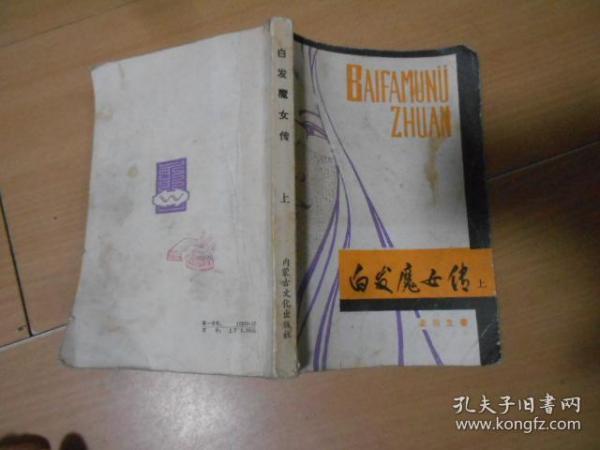 BAIFAMUNÜ
ZHUAN
白发魔女传 上
白发魔女传
上
内蒙古文化出版社
孔夫子旧书网
www.kongfz.com